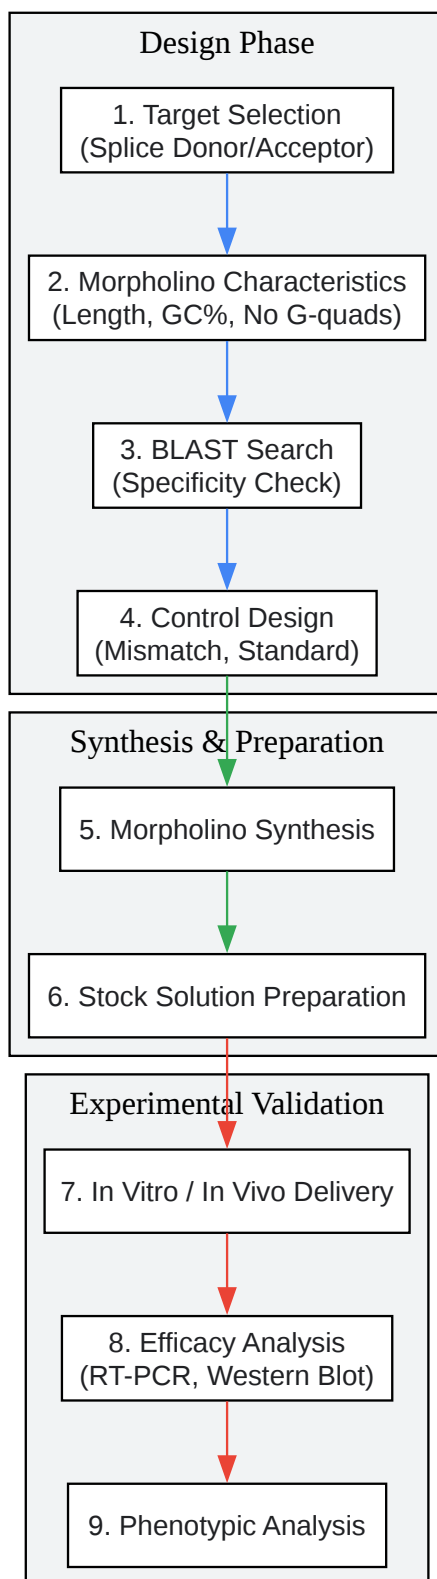 Design Phase
1. Target Selection
(Splice Donor/Acceptor)
2. Morpholino Characteristics
(Length, GC%, No G-quads)
3. BLAST Search
(Specificity Check)
4. Control Design
(Mismatch, Standard)
Synthesis & Preparation
5. Morpholino Synthesis
6. Stock Solution Preparation
Experimental Validation
7. In Vitro / In Vivo Delivery
8. Efficacy Analysis
(RT-PCR, Western Blot)
9. Phenotypic Analysis